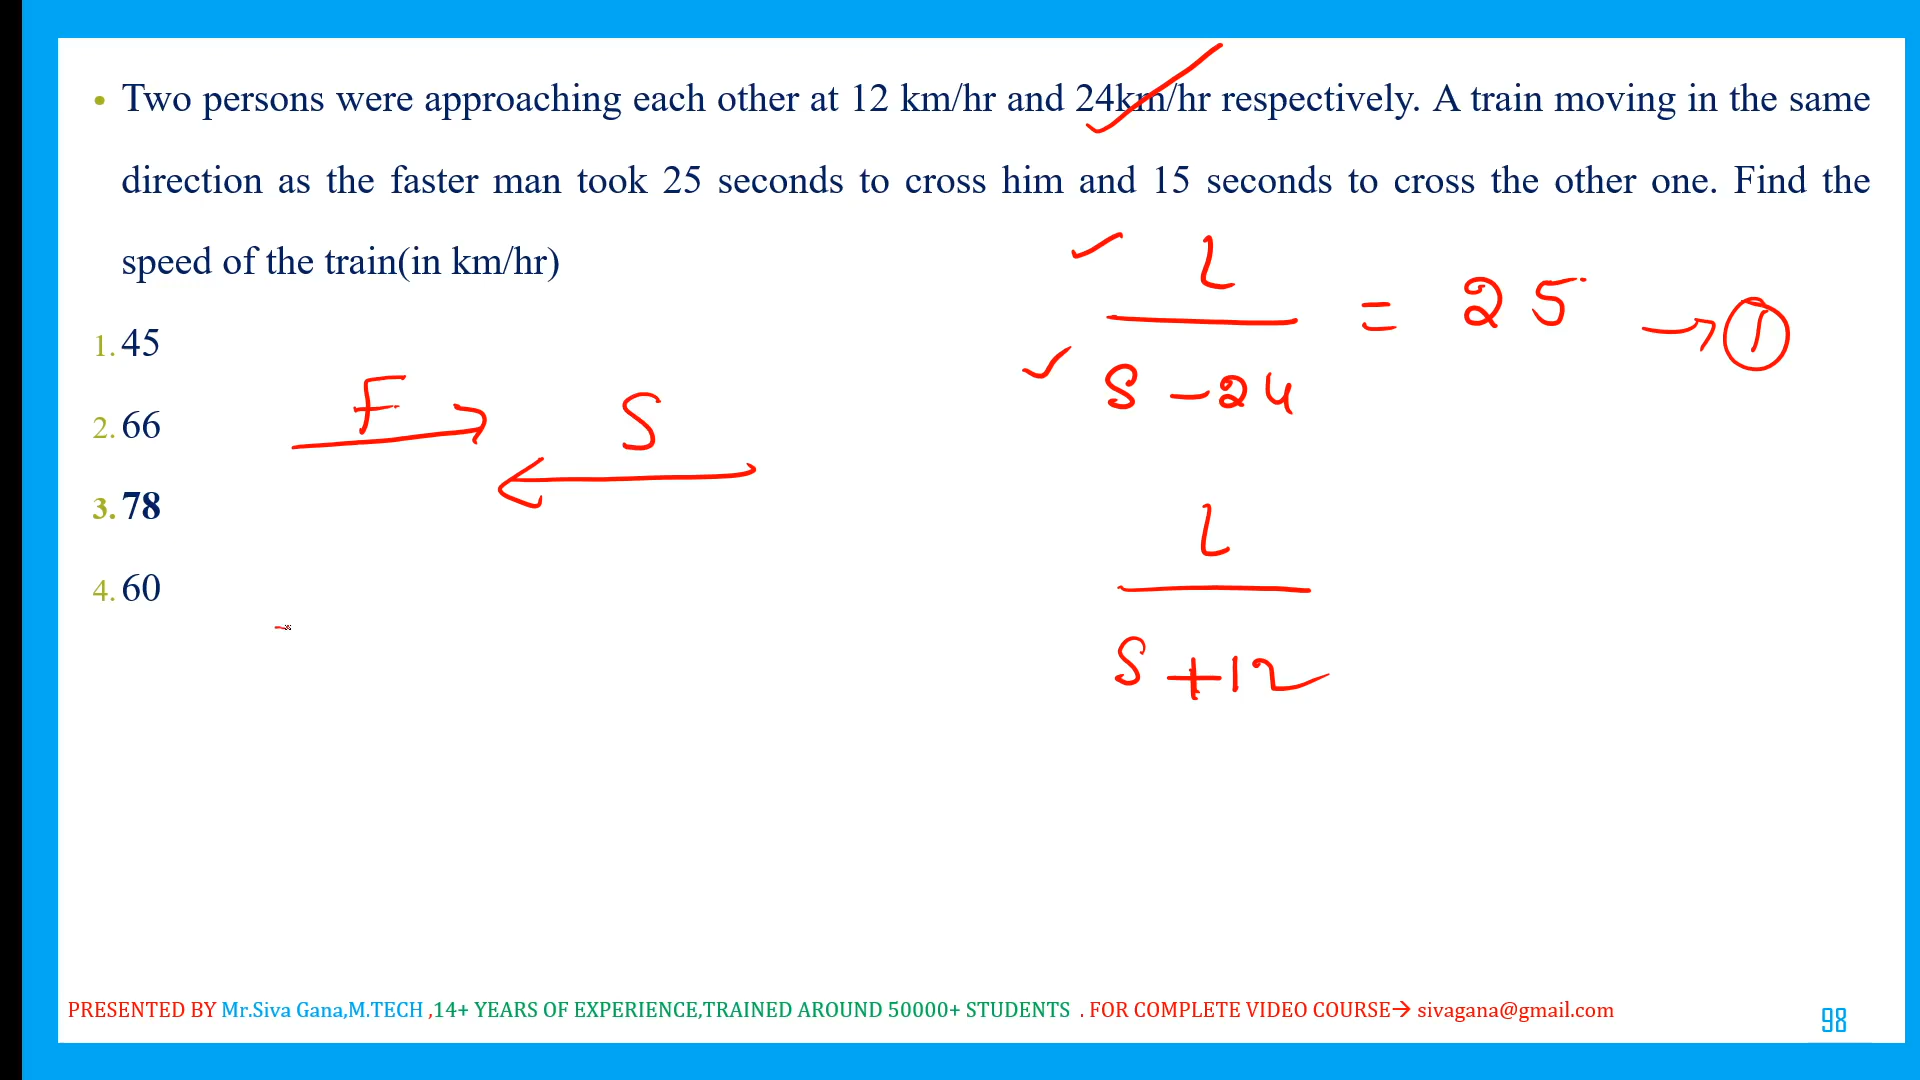 • Two persons were approaching each other at 12 km/hr and 24km/hr respectively. A train moving in the same
direction as the faster man took 25 seconds to cross him and 15 seconds to cross the other one. Find the
speed of the train(in km/hr)
1. 45
2. 66
3. 78
4. 60
F
S
L
S - 24
= 25 → 1
L
S + 12
PRESENTED BY Mr.Siva Gana,M.TECH ,14+ YEARS OF EXPERIENCE,TRAINED AROUND 50000+ STUDENTS . FOR COMPLETE VIDEO COURSE→ sivagana@gmail.com
98